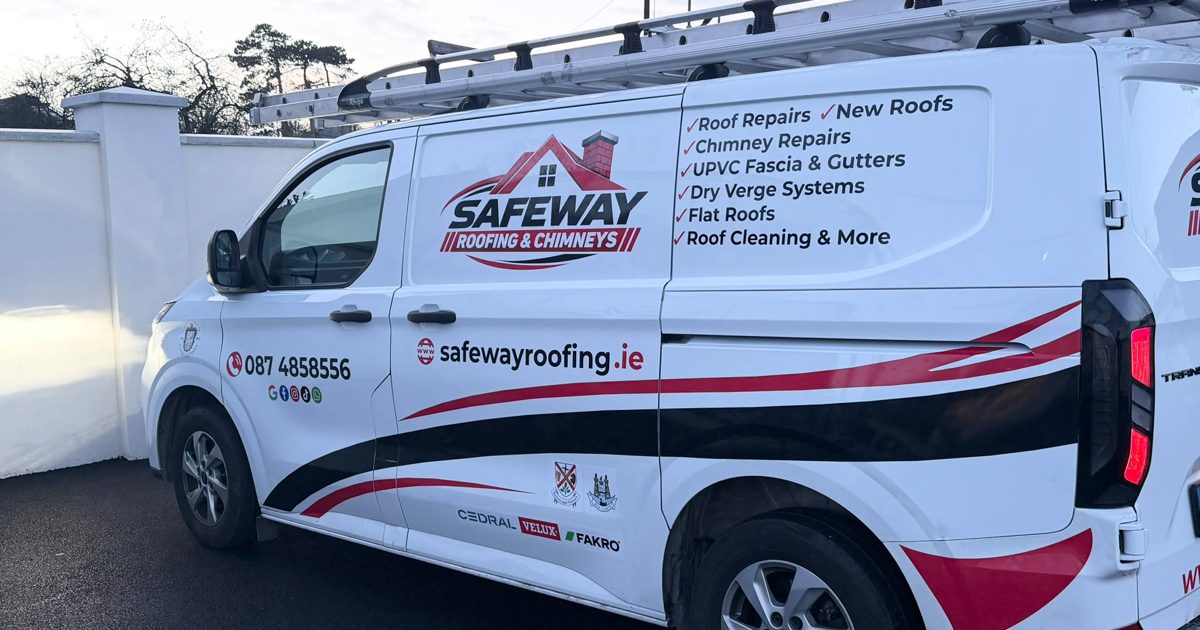 SAFEWAY
ROOFING & CHIMNEYS
✓Roof Repairs ✓New Roofs
✓Chimney Repairs
✓UPVC Fascia & Gutters
✓Dry Verge Systems
✓Flat Roofs
✓Roof Cleaning & More
087 4858556
www safewayroofing.ie
CEDRAL VELUX FAKRO